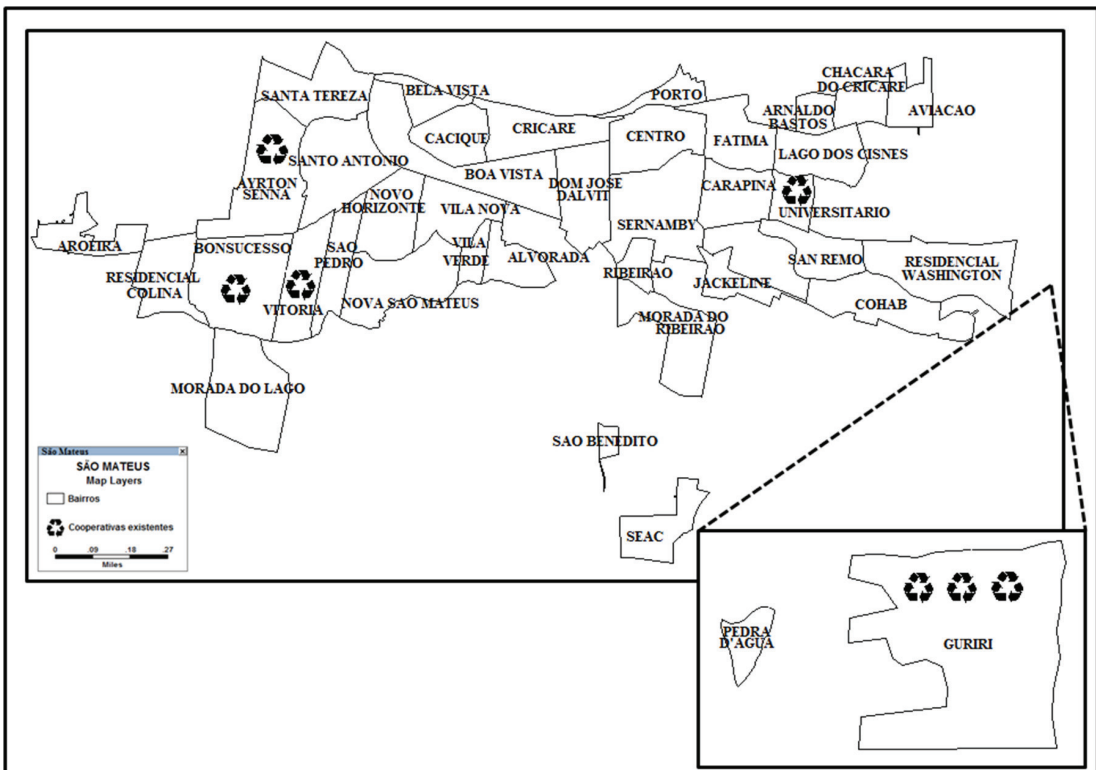 CHACARA
DO CRICARE
BELA VISTA
SANTA TEREZA
PORTO
ARNALDO
BASTOS
AVIACAO
CACIQUE
CRICARE
CENTRO
FATIMA
SANTO ANTONIO
LAGO DOS CISNES
BOA VISTA
AYRTON
SENNA
NOVO
HORIZONTE
DOM JOSE
DALVIT
CARAPINA
VILA NOVA
UNIVERSITARIO
SERNAMBY
AROEIRA
BONSUCESSO
SAO
PEDRO
VILA
VERDE
ALVORADA
SAN REMO
RESIDENCIAL
WASHINGTON
RESIDENCIAL
COLINA
RIBEIRAO
JACKELINE
VITORIA
NOVA SAO MATEUS
COHAB
MORADA DO
RIBEIRAO
MORADA DO LAGO
SAO BENEDITO
SEAC
São Mateus
SÃO MATEUS
Map Layers
Bairros
Cooperativas existentes
0 .09 .18 .27
Miles
PEDRA
D'AGUA
GURIRI